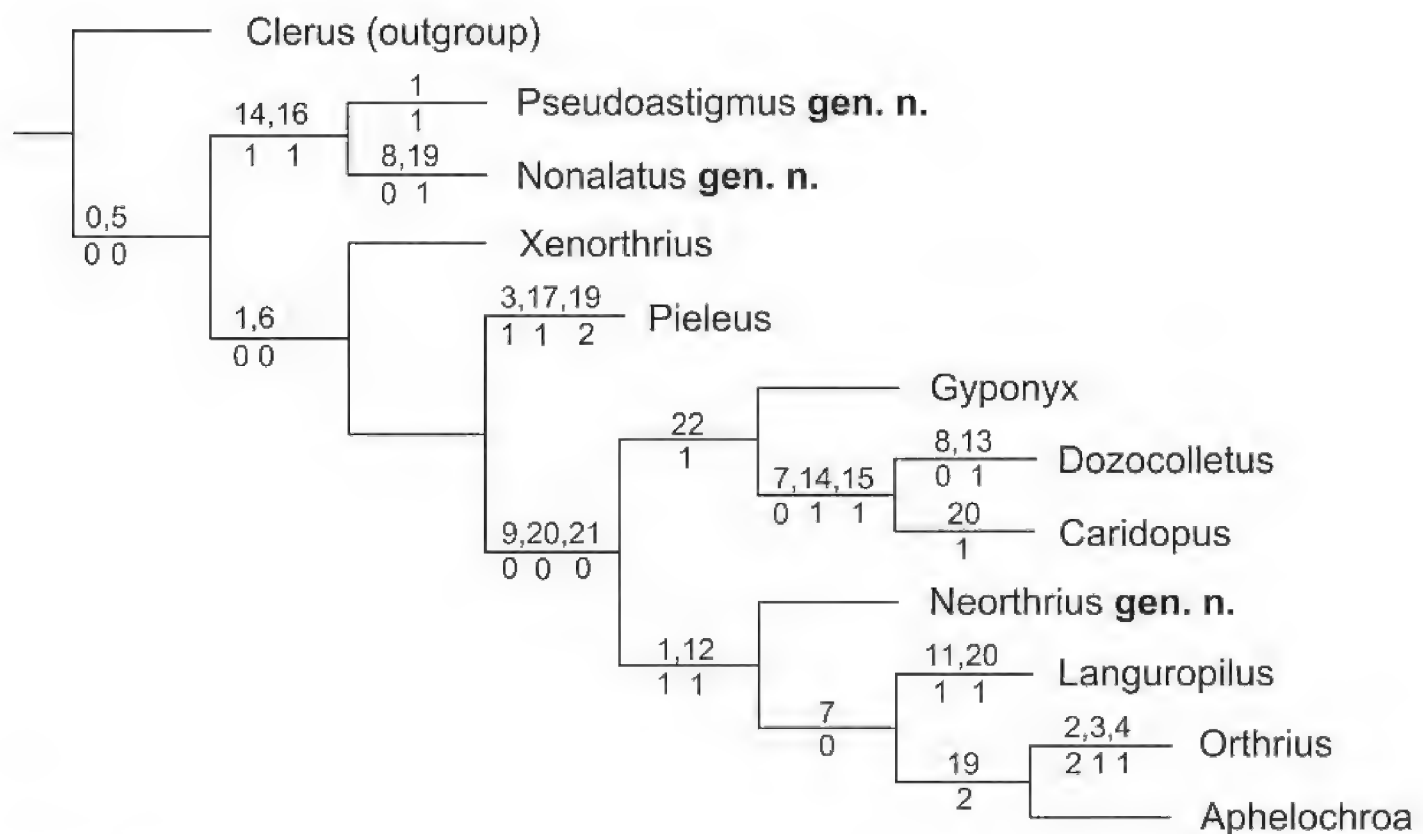 Clerus (outgroup)
1
14,16
Pseudoastigmus gen. n.
1
1 1
8,19
Nonalatus gen. n.
0 1
0,5
Xenorthrius
0 0
3,17,19
1,6
Pieleus
1 1 2
0 0
Gyponyx
22
8,13
Dozocolletus
1
0 1
7,14,15
20
0 1 1
Caridopus
9,20,21
1
0 0 0
Neorthrius gen. n.
1,12
11,20
Languropilus
1 1
1 1
7
2,3,4
0
Orthrius
19
2 1 1
2
Aphelochroa